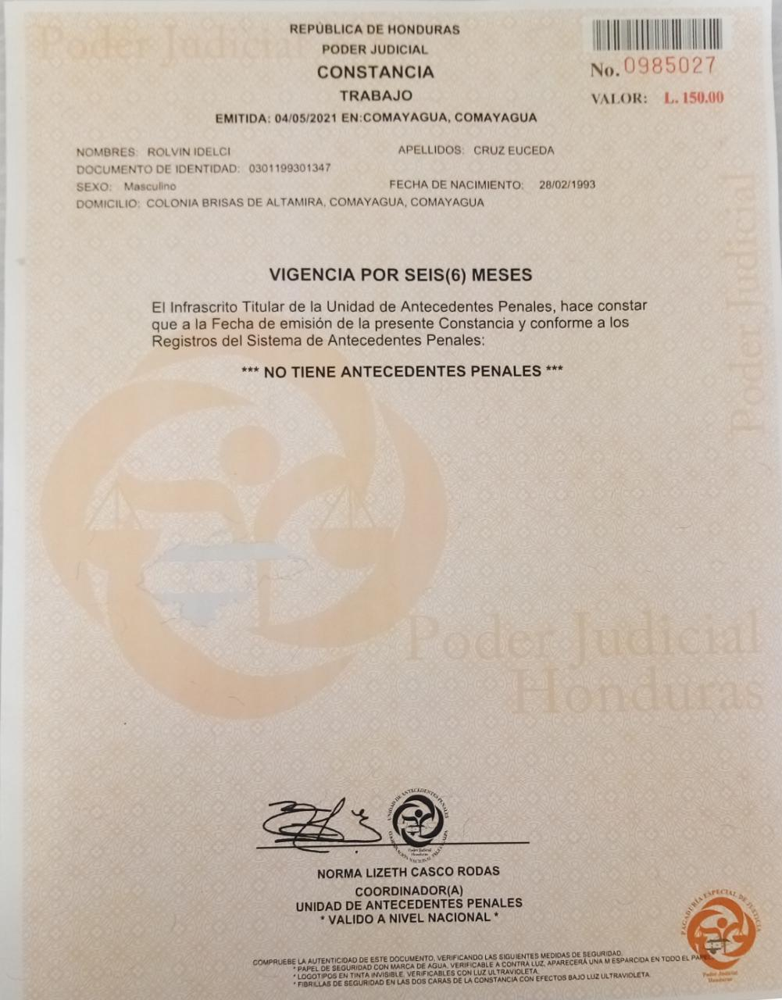 Poder Judicial
REPÚBLICA DE HONDURAS
PODER JUDICIAL
CONSTANCIA
TRABAJO
EMITIDA: 04/05/2021 EN:COMAYAGUA, COMAYAGUA
No. 0985027
VALOR: L. 150.00
NOMBRES: ROLVIN IDELCI APELLIDOS: CRUZ EUCEDA
DOCUMENTO DE IDENTIDAD: 0301199301347
SEXO: Masculino FECHA DE NACIMIENTO: 28/02/1993
DOMICILIO: COLONIA BRISAS DE ALTAMIRA, COMAYAGUA, COMAYAGUA
Poder Judicial
VIGENCIA POR SEIS(6) MESES
El Infrascrito Titular de la Unidad de Antecedentes Penales, hace constar
que a la Fecha de emisión de la presente Constancia y conforme a los
Registros del Sistema de Antecedentes Penales:
*** NO TIENE ANTECEDENTES PENALES ***
Poder Judicial
Honduras
UNIDAD DE ANTECEDENTES PENALES
Poder Judicial
Honduras
NORMA LIZETH CASCO RODAS
COORDINADOR(A)
UNIDAD DE ANTECEDENTES PENALES
* VALIDO A NIVEL NACIONAL *
PAGADURÍA ESPECIAL DE JUSTICIA
Poder Judicial
Honduras
COMPRUEBE LA AUTENTICIDAD DE ESTE DOCUMENTO, VERIFICANDO LAS SIGUIENTES MEDIDAS DE SEGURIDAD.
* PAPEL DE SEGURIDAD CON MARCA DE AGUA, VERIFICABLE A CONTRA LUZ, APARECERÁ UNA M ESPARCIDA EN TODO EL PAPEL.
* LOGOTIPOS EN TINTA INVISIBLE, VERIFICABLES CON LUZ ULTRAVIOLETA.
* FIBRILLAS DE SEGURIDAD EN LAS DOS CARAS DE LA CONSTANCIA CON EFECTOS BAJO LUZ ULTRAVIOLETA.